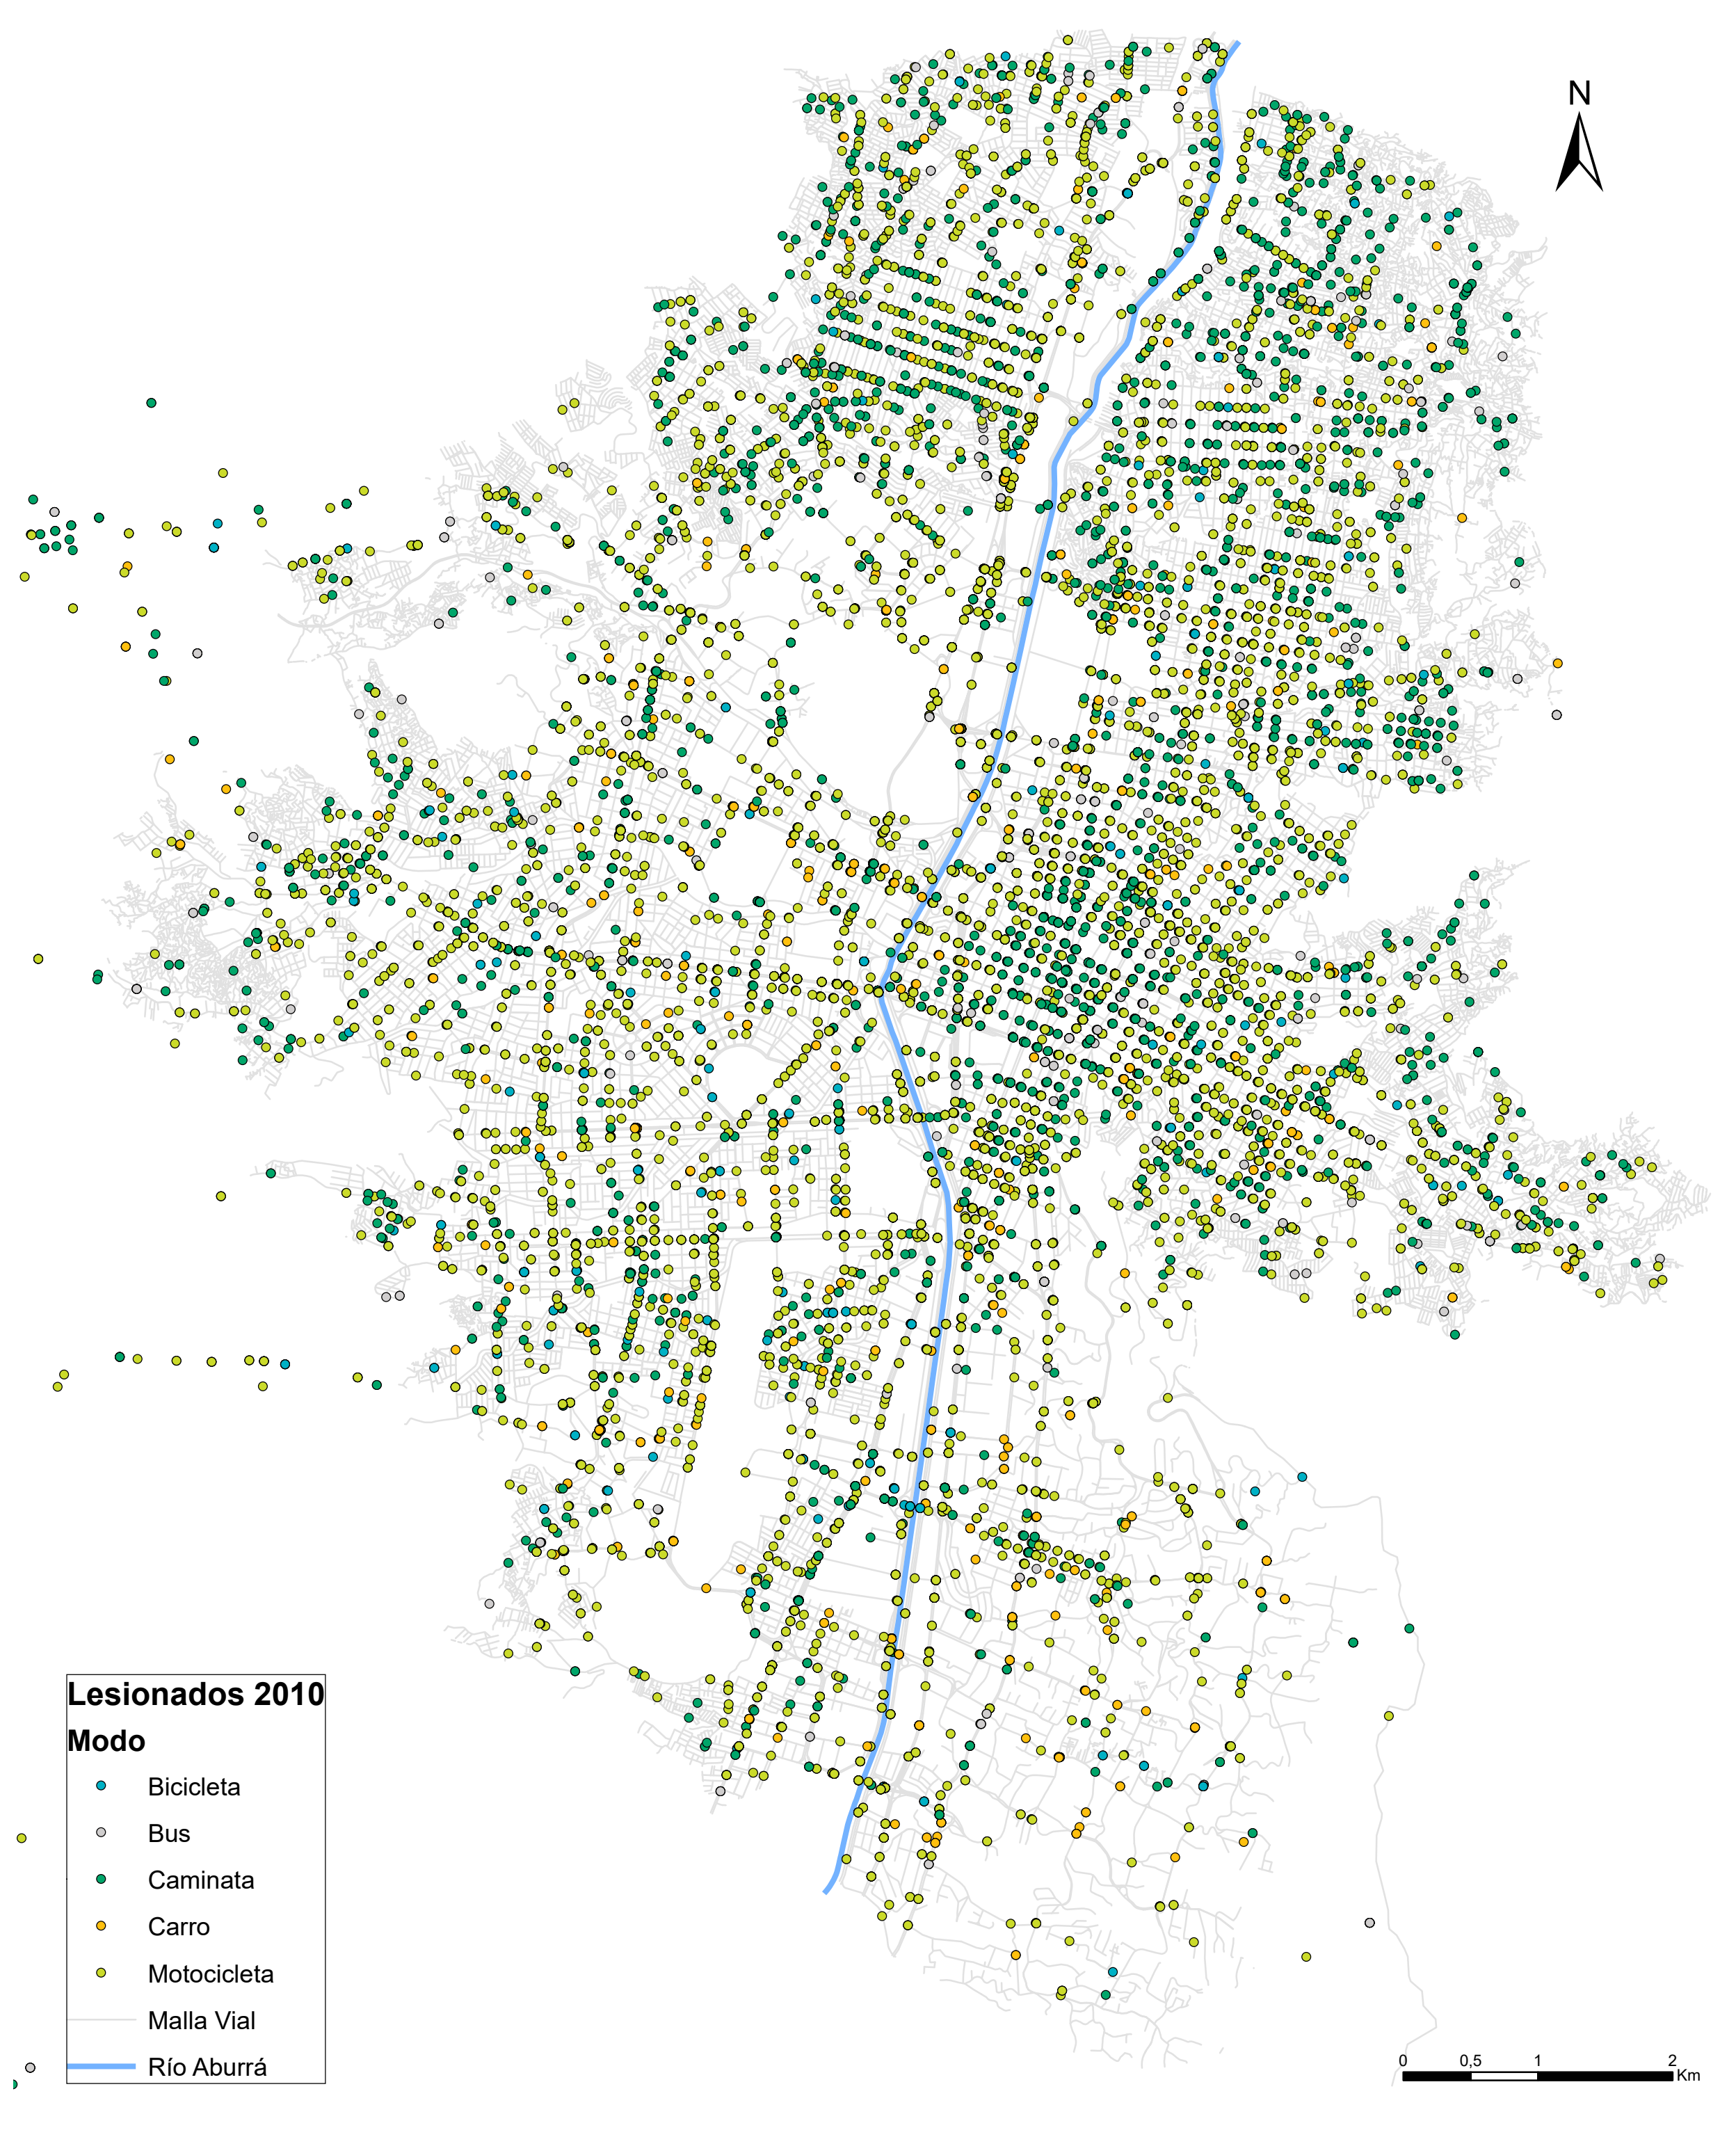 N
Lesionados 2010
Modo
Bicicleta
Bus
Caminata
Carro
Motocicleta
Malla Vial
Río Aburrá
0 0,5 1 2
Km